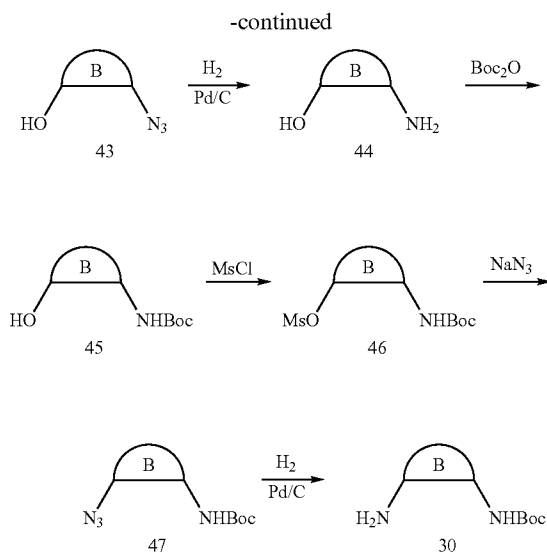 -continued
B H2 B Boc2O
Pd/C
HO N3 HO NH2
43 44
B MsCl B NaN3
HO NHBoc MsO NHBoc
45 46
B H2 B
Pd/C
N3 NHBoc H2N NHBoc
47 30